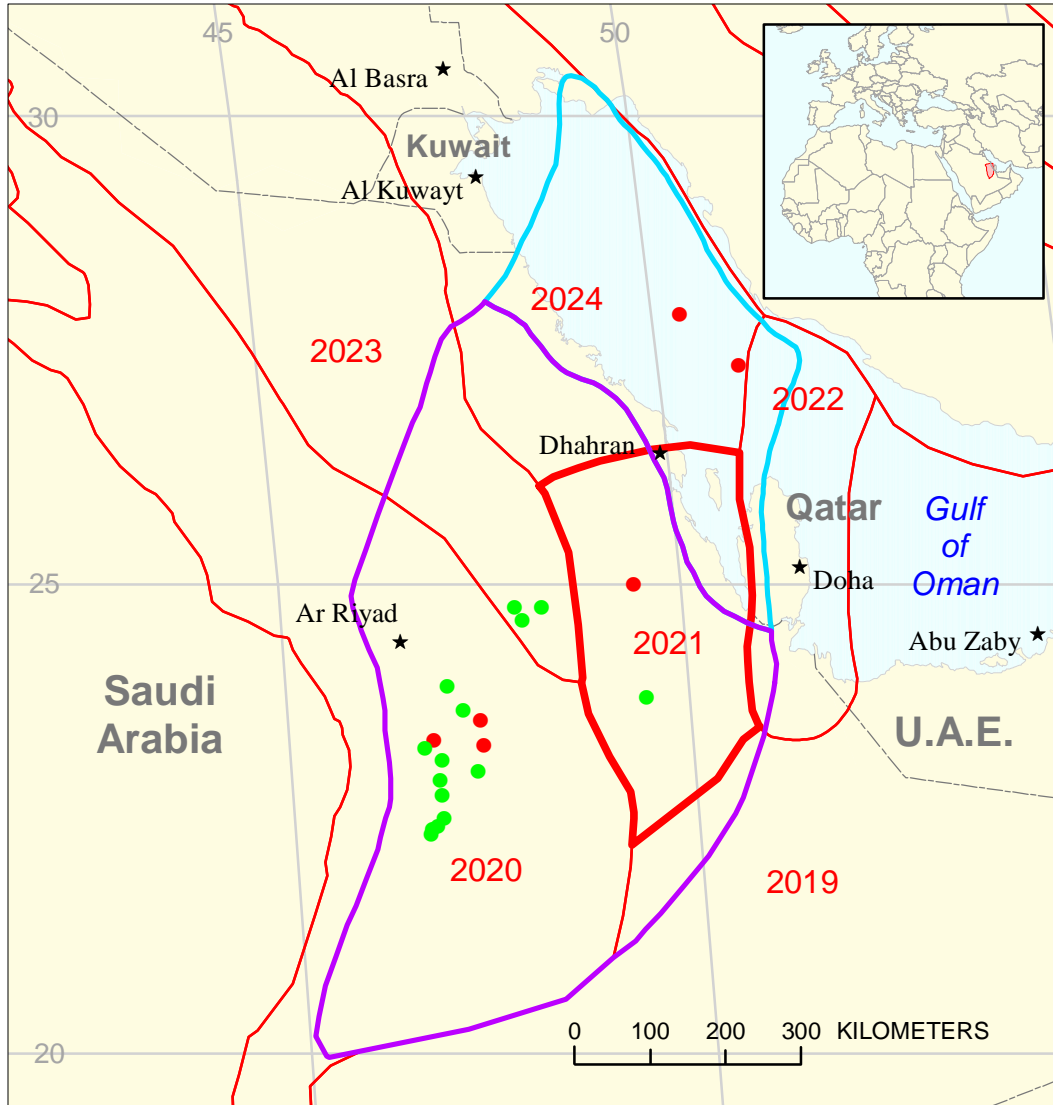 45
50
Al Basra
30
Kuwait
Al Kuwayt
2024
2023
2022
Dhahran
Qatar
Gulf
of
Oman
25
Doha
Ar Riyad
2021
Abu Zaby
Saudi
Arabia
U.A.E.
2020
2019
0 100 200 300 KILOMETERS
20